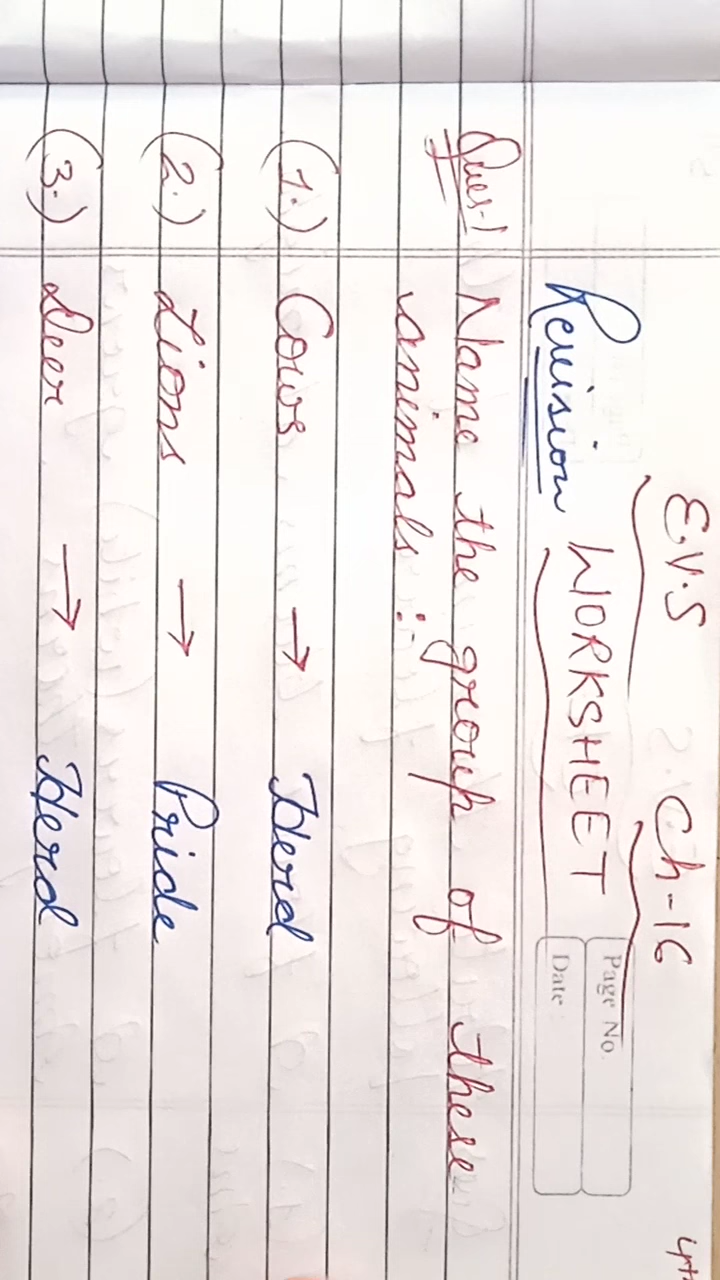 E.V.S Ch-16
Revision WORKSHEET
Page No.
Date :
Ques-1 Name the group of these
animals :
(1.) Cows → Herd
(2.) Lions → Pride
(3.) Deer → Herd